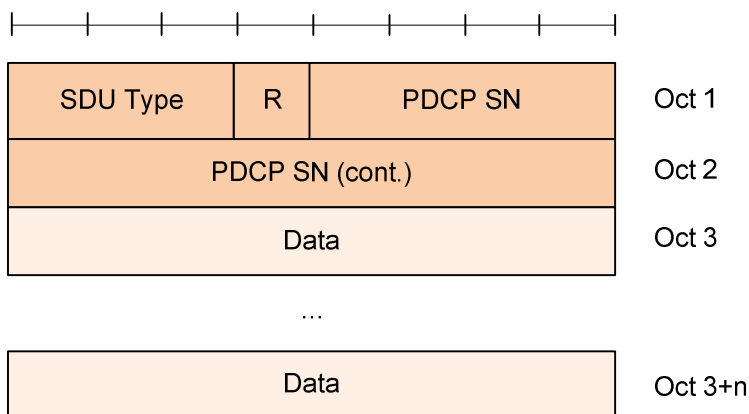 SDU Type R PDCP SN Oct 1
PDCP SN (cont.) Oct 2
Data Oct 3
...
Data Oct 3+n